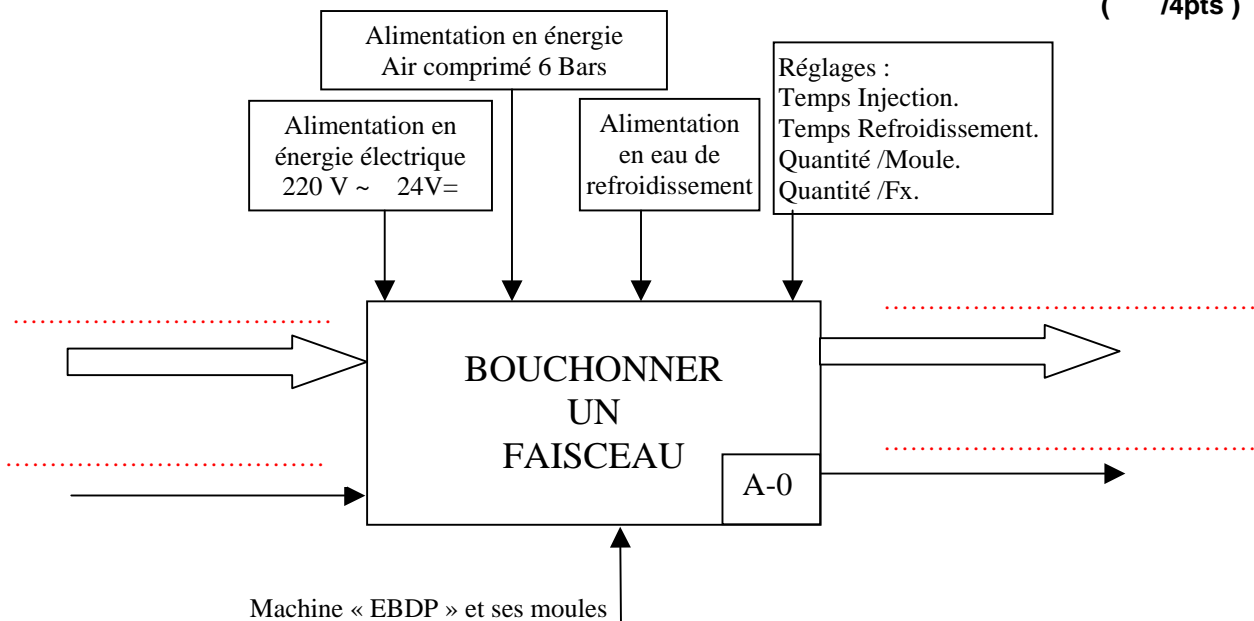 ( /4pts )
Alimentation en énergie
Air comprimé 6 Bars
Réglages :
Temps Injection.
Temps Refroidissement.
Quantité /Moule.
Quantité /Fx.
Alimentation en
énergie électrique
220 V ~ 24V=
Alimentation
en eau de
refroidissement
BOUCHONNER
UN
FAISCEAU
A-0
Machine « EBDP » et ses moules